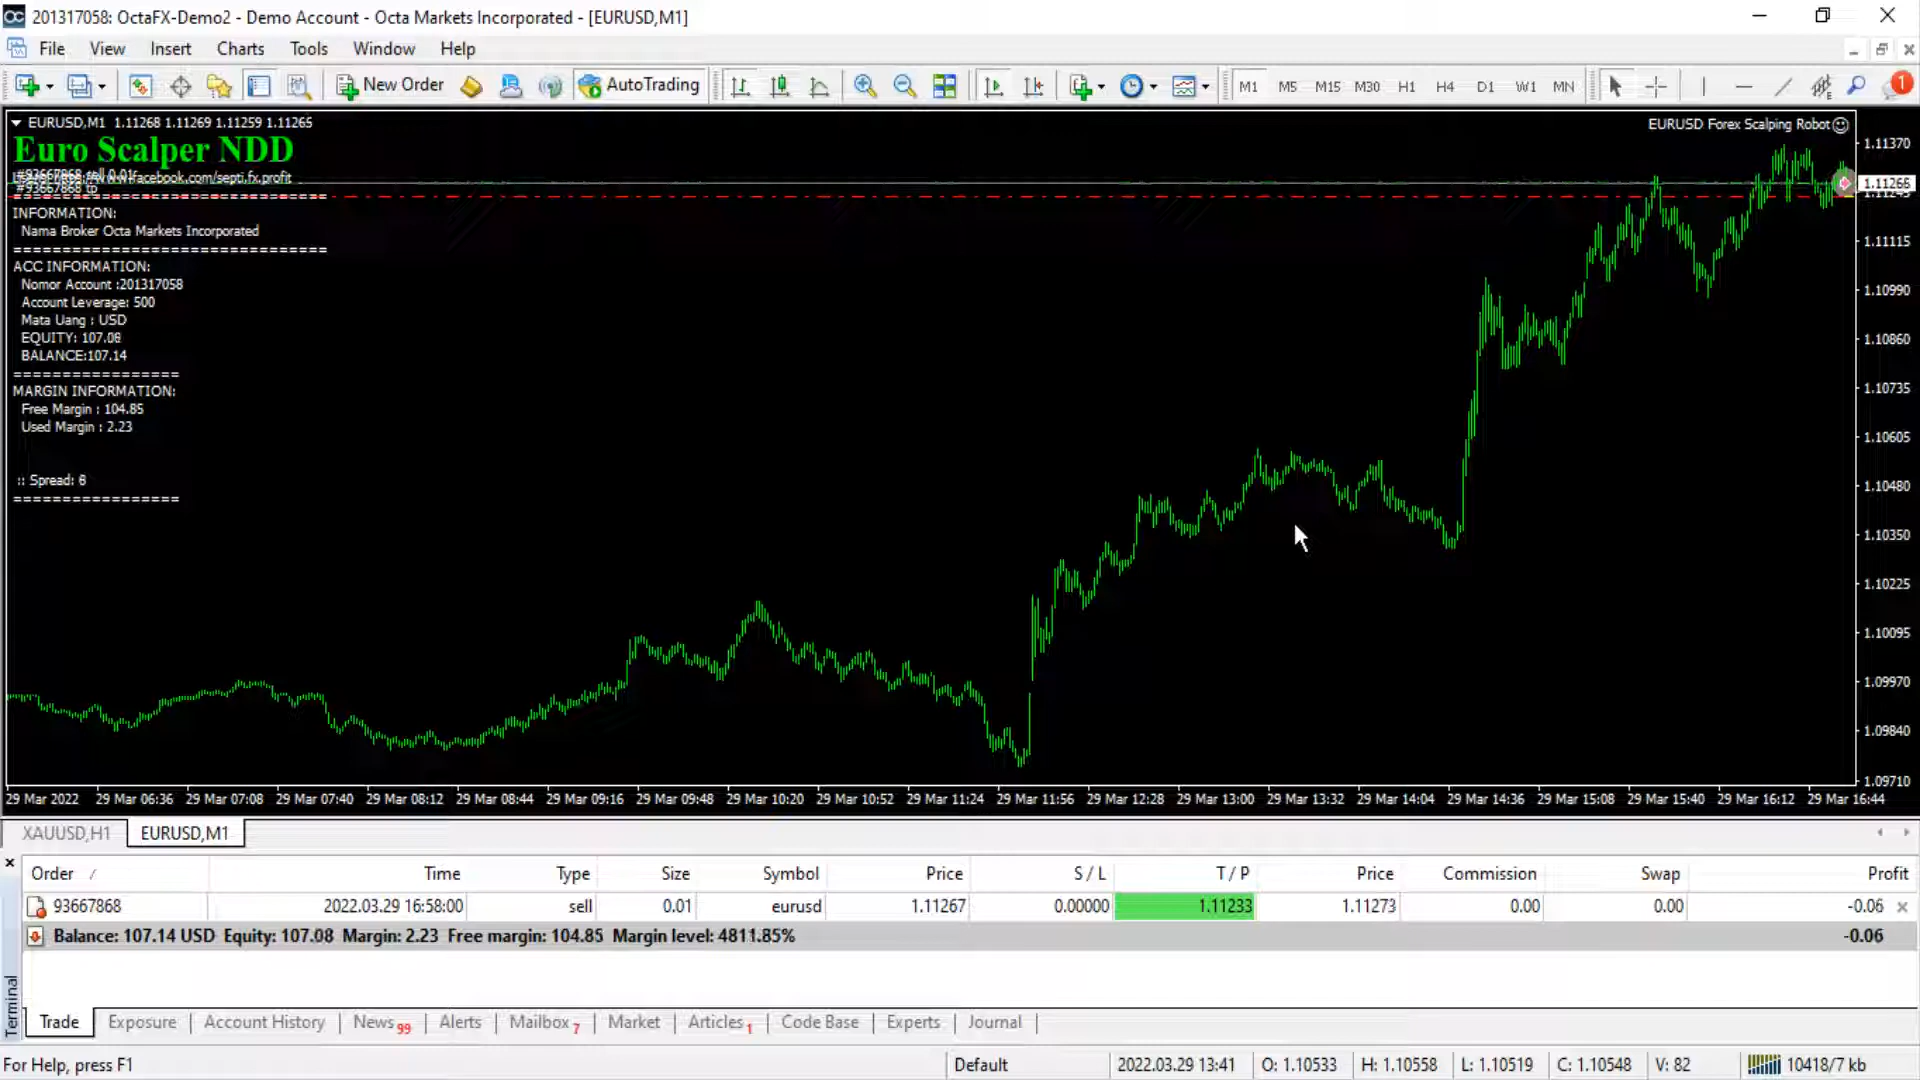 201317058: OctaFX-Demo2 - Demo Account - Octa Markets Incorporated - [EURUSD,M1]
File View Insert Charts Tools Window Help
New Order AutoTrading M1 M5 M15 M30 H1 H4 D1 W1 MN 1
EURUSD,M1 1.11268 1.11269 1.11259 1.11265
EURUSD Forex Scalping Robot
Euro Scalper NDD
#93667868 tp
================================
INFORMATION:
Nama Broker Octa Markets Incorporated
================================
ACC INFORMATION:
Nomor Account :201317058
Account Leverage: 500
Mata Uang : USD
EQUITY: 107.08
BALANCE:107.14
=================
MARGIN INFORMATION:
Free Margin : 104.85
Used Margin : 2.23
:: Spread: 6
=================
1.11370
1.11265
1.11115
1.10990
1.10860
1.10735
1.10605
1.10480
1.10350
1.10225
1.10095
1.09970
1.09840
1.09710
29 Mar 2022 29 Mar 06:36 29 Mar 07:08 29 Mar 07:40 29 Mar 08:12 29 Mar 08:44 29 Mar 09:16 29 Mar 09:48 29 Mar 10:20 29 Mar 10:52 29 Mar 11:24 29 Mar 11:56 29 Mar 12:28 29 Mar 13:00 29 Mar 13:32 29 Mar 14:04 29 Mar 14:36 29 Mar 15:08 29 Mar 15:40 29 Mar 16:12 29 Mar 16:44
XAUUSD,H1 EURUSD,M1
Order / Time Type Size Symbol Price S / L T / P Price Commission Swap Profit
93667868 2022.03.29 16:58:00 sell 0.01 eurusd 1.11267 0.00000 1.11233 1.11273 0.00 0.00 -0.06
Balance: 107.14 USD Equity: 107.08 Margin: 2.23 Free margin: 104.85 Margin level: 4811.85% -0.06
Terminal
Trade Exposure Account History News 99 Alerts Mailbox 7 Market Articles 1 Code Base Experts Journal
For Help, press F1 Default 2022.03.29 13:41 O: 1.10533 H: 1.10558 L: 1.10519 C: 1.10548 V: 82 10418/7 kb